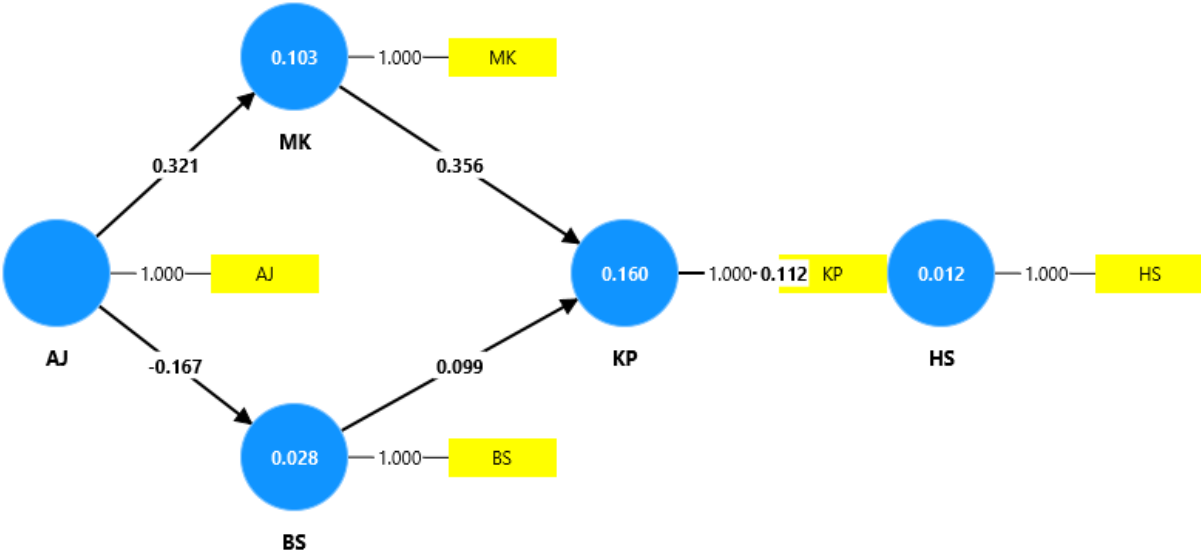 0.103
1.000
MK
MK
0.321
0.356
1.000
AJ
AJ
0.160
1.000
0.112
KP
KP
0.012
1.000
HS
HS
-0.167
0.099
0.028
1.000
BS
BS